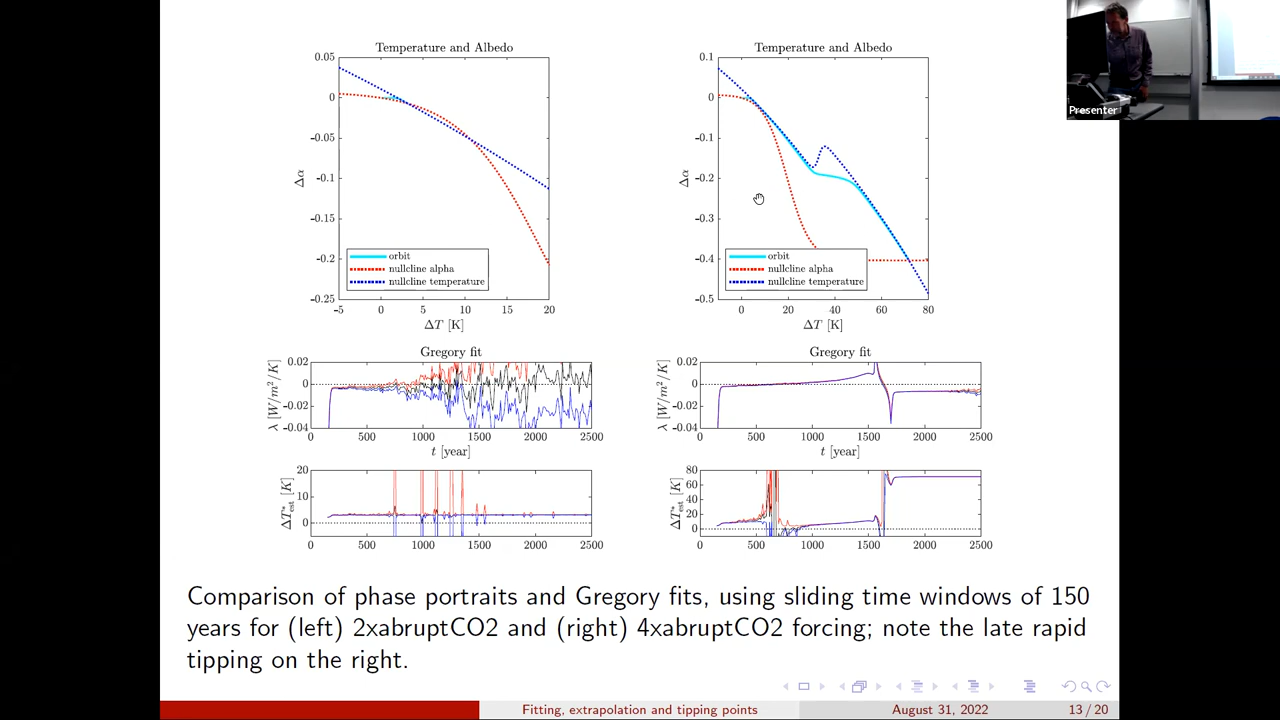 Temperature and Albedo
0.05
0
-0.05
-0.1
-0.15
-0.2
-0.25
Δα
orbit
nullcline alpha
nullcline temperature
-5 0 5 10 15 20
ΔT [K]
Temperature and Albedo
0.1
0
-0.1
-0.2
-0.3
-0.4
-0.5
Δα
orbit
nullcline alpha
nullcline temperature
0 20 40 60 80
ΔT [K]
Presenter
Gregory fit
0.02
0
-0.02
-0.04
λ [W/m²/K]
0 500 1000 1500 2000 2500
t [year]
Gregory fit
0.02
0
-0.02
-0.04
λ [W/m²/K]
0 500 1000 1500 2000 2500
t [year]
20
10
0
ΔT*est [K]
0 500 1000 1500 2000 2500
80
60
40
20
0
ΔT*est [K]
0 500 1000 1500 2000 2500
Comparison of phase portraits and Gregory fits, using sliding time windows of 150
years for (left) 2xabruptCO2 and (right) 4xabruptCO2 forcing; note the late rapid
tipping on the right.
Fitting, extrapolation and tipping points August 31, 2022 13 / 20